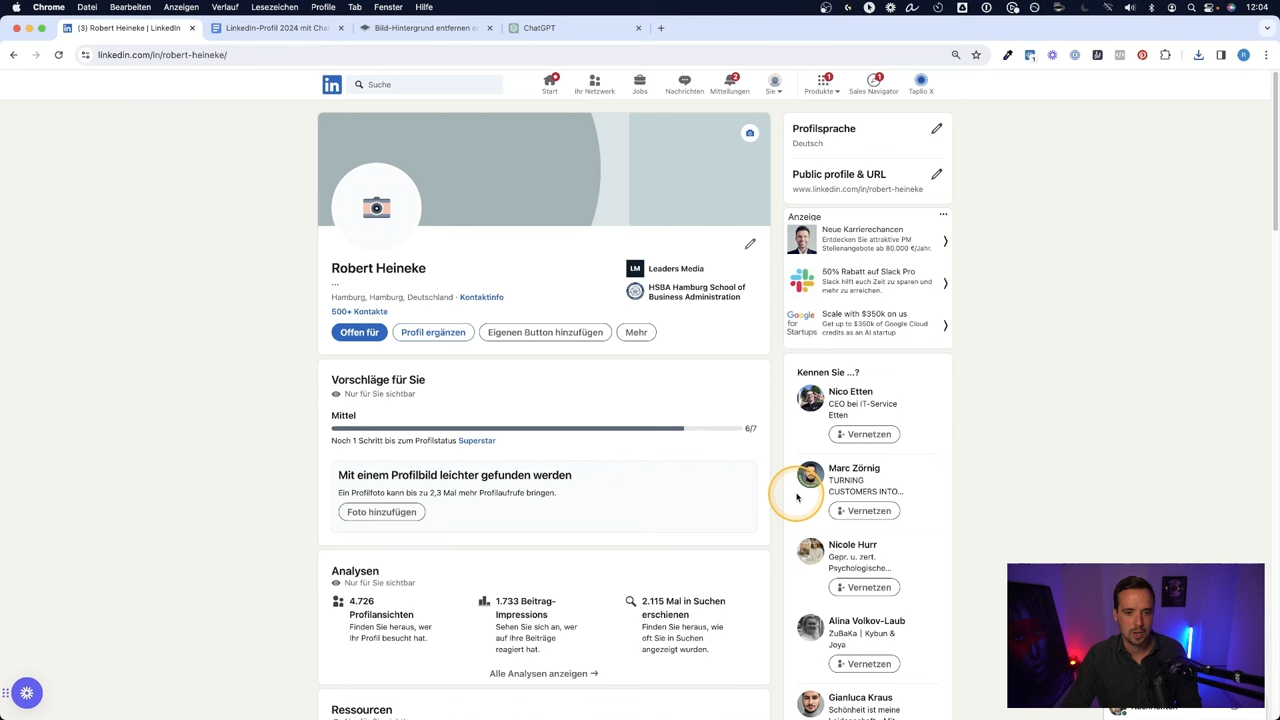 Chrome Datei Bearbeiten Anzeigen Verlauf Lesezeichen Profile Tab Fenster Hilfe
12:04
(3) Robert Heineke | LinkedIn
LinkedIn-Profil 2024 mit Cha
Bild-Hintergrund entfernen o
ChatGPT
linkedin.com/in/robert-heineke/
Suche
Start
Ihr Netzwerk
Jobs
Nachrichten
Mitteilungen
2
Sie
Produkte
1
Sales Navigator
1
Taplio X
Robert Heineke
...
Hamburg, Hamburg, Deutschland · Kontaktinfo
500+ Kontakte
LM
Leaders Media
HSBA Hamburg School of
Business Administration
Offen für
Profil ergänzen
Eigenen Button hinzufügen
Mehr
Vorschläge für Sie
Nur für Sie sichtbar
Mittel
6/7
Noch 1 Schritt bis zum Profilstatus Superstar
Mit einem Profilbild leichter gefunden werden
Ein Profilfoto kann bis zu 2,3 Mal mehr Profilaufrufe bringen.
Foto hinzufügen
Analysen
Nur für Sie sichtbar
4.726
Profilansichten
Finden Sie heraus, wer
Ihr Profil besucht hat.
1.733 Beitrag-
Impressions
Sehen Sie sich an, wer
auf Ihre Beiträge
reagiert hat.
2.115 Mal in Suchen
erschienen
Finden Sie heraus, wie
oft Sie in Suchen
angezeigt wurden.
Alle Analysen anzeigen →
Ressourcen
Profilsprache
Deutsch
Public profile & URL
www.linkedin.com/in/robert-heineke
Anzeige
Neue Karrierechancen
Entdecken Sie attraktive PM
Stellenangebote ab 80.000 €/Jahr.
50% Rabatt auf Slack Pro
Slack hilft euch Zeit zu sparen und
mehr zu erreichen.
Google
for
Startups
Scale with $350k on us
Get up to $350k of Google Cloud
credits as an AI startup
Kennen Sie ...?
Nico Etten
CEO bei IT-Service
Etten
Vernetzen
Marc Zörnig
TURNING
CUSTOMERS INTO...
Vernetzen
Nicole Hurr
Gepr. u. zert.
Psychologische...
Vernetzen
Alina Volkov-Laub
ZuBaKa | Kybun &
Joya
Vernetzen
Gianluca Kraus
Schönheit ist meine